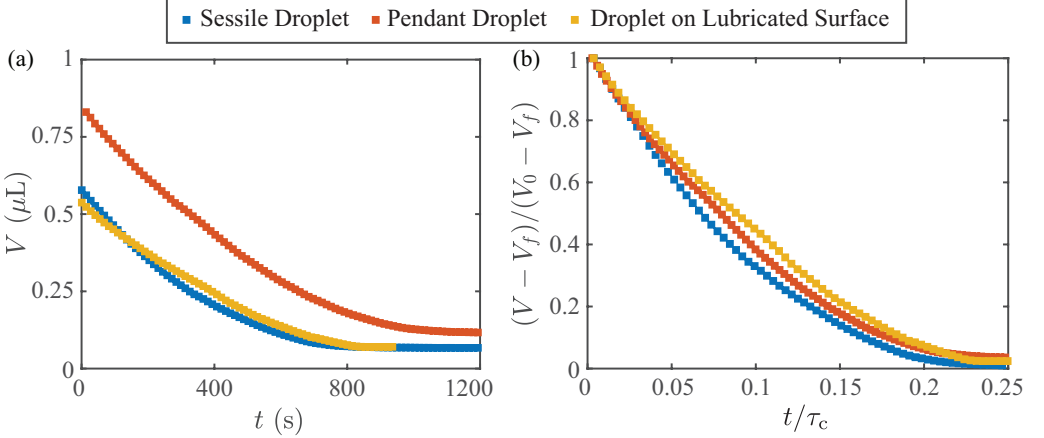 Sessile Droplet Pendant Droplet Droplet on Lubricated Surface
(a)
1
0.75
0.5
0.25
0
V (μL)
0 400 800 1200
t (s)
(b)
1
0.8
0.6
0.4
0.2
0
(V − V_f)/(V_0 − V_f)
0 0.05 0.1 0.15 0.2 0.25
t/τ_c